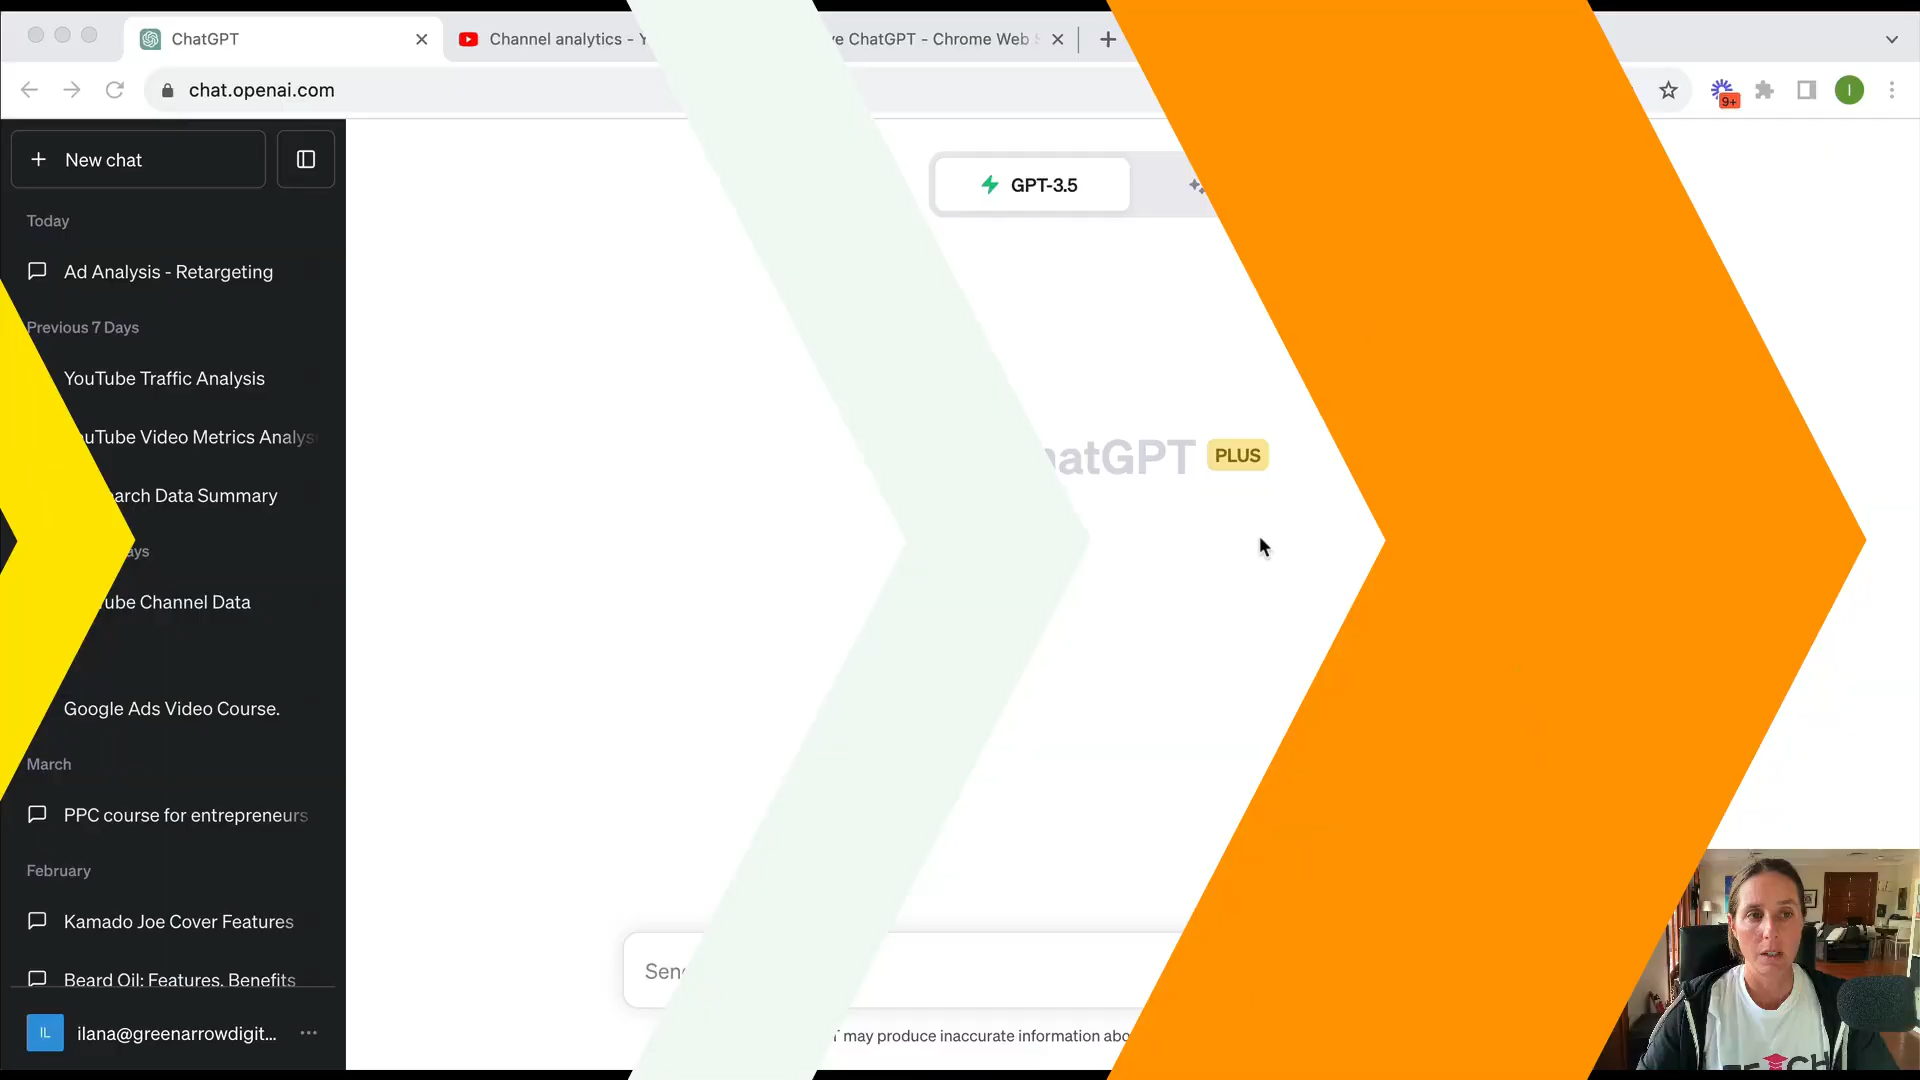 ChatGPT
Channel analytics - Y
ve ChatGPT - Chrome Web
chat.openai.com
9+
I
New chat
GPT-3.5
Today
Ad Analysis - Retargeting
Previous 7 Days
YouTube Traffic Analysis
uTube Video Metrics Analys
arch Data Summary
ays
ube Channel Data
Google Ads Video Course.
March
PPC course for entrepreneurs
February
Kamado Joe Cover Features
Beard Oil: Features, Benefits
IL
ilana@greenarrowdigit...
atGPT PLUS
Sen
may produce inaccurate information abo